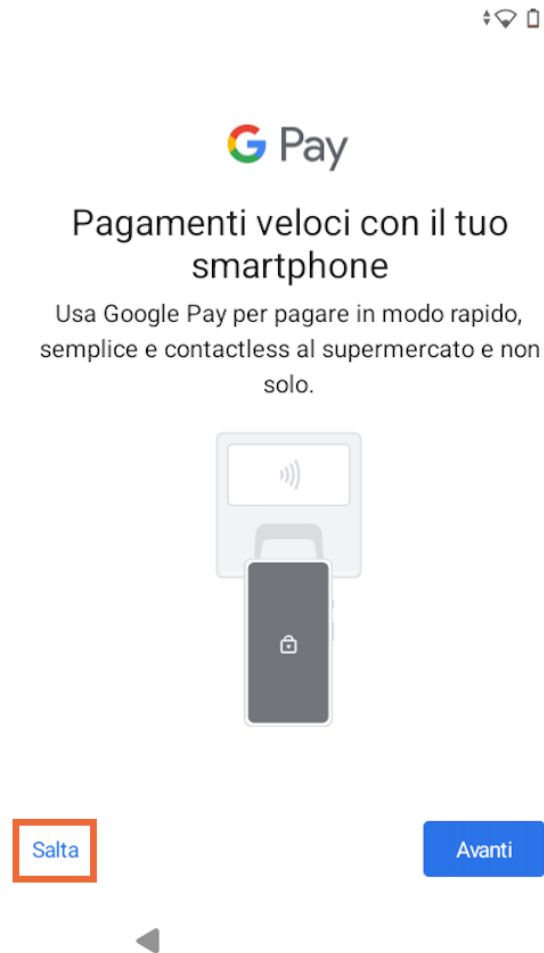 G Pay
Pagamenti veloci con il tuo
smartphone
Usa Google Pay per pagare in modo rapido,
semplice e contactless al supermercato e non
solo.
Salta
Avanti